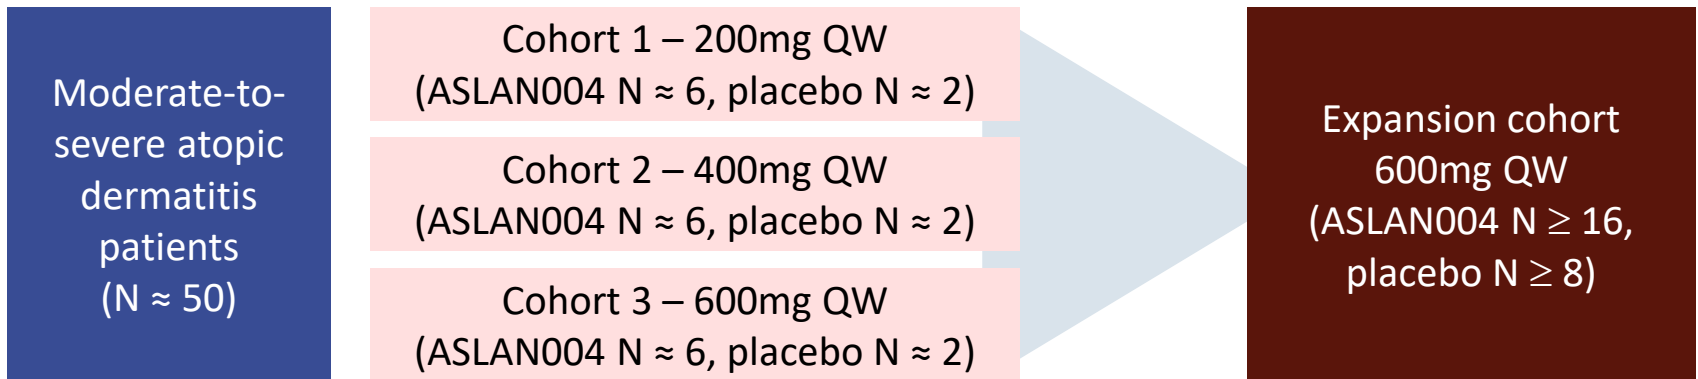 Moderate-to-
severe atopic
dermatitis
patients
(N ≈ 50)
Cohort 1 – 200mg QW
(ASLAN004 N ≈ 6, placebo N ≈ 2)
Cohort 2 – 400mg QW
(ASLAN004 N ≈ 6, placebo N ≈ 2)
Cohort 3 – 600mg QW
(ASLAN004 N ≈ 6, placebo N ≈ 2)
Expansion cohort
600mg QW
(ASLAN004 N ≥ 16,
placebo N ≥ 8)